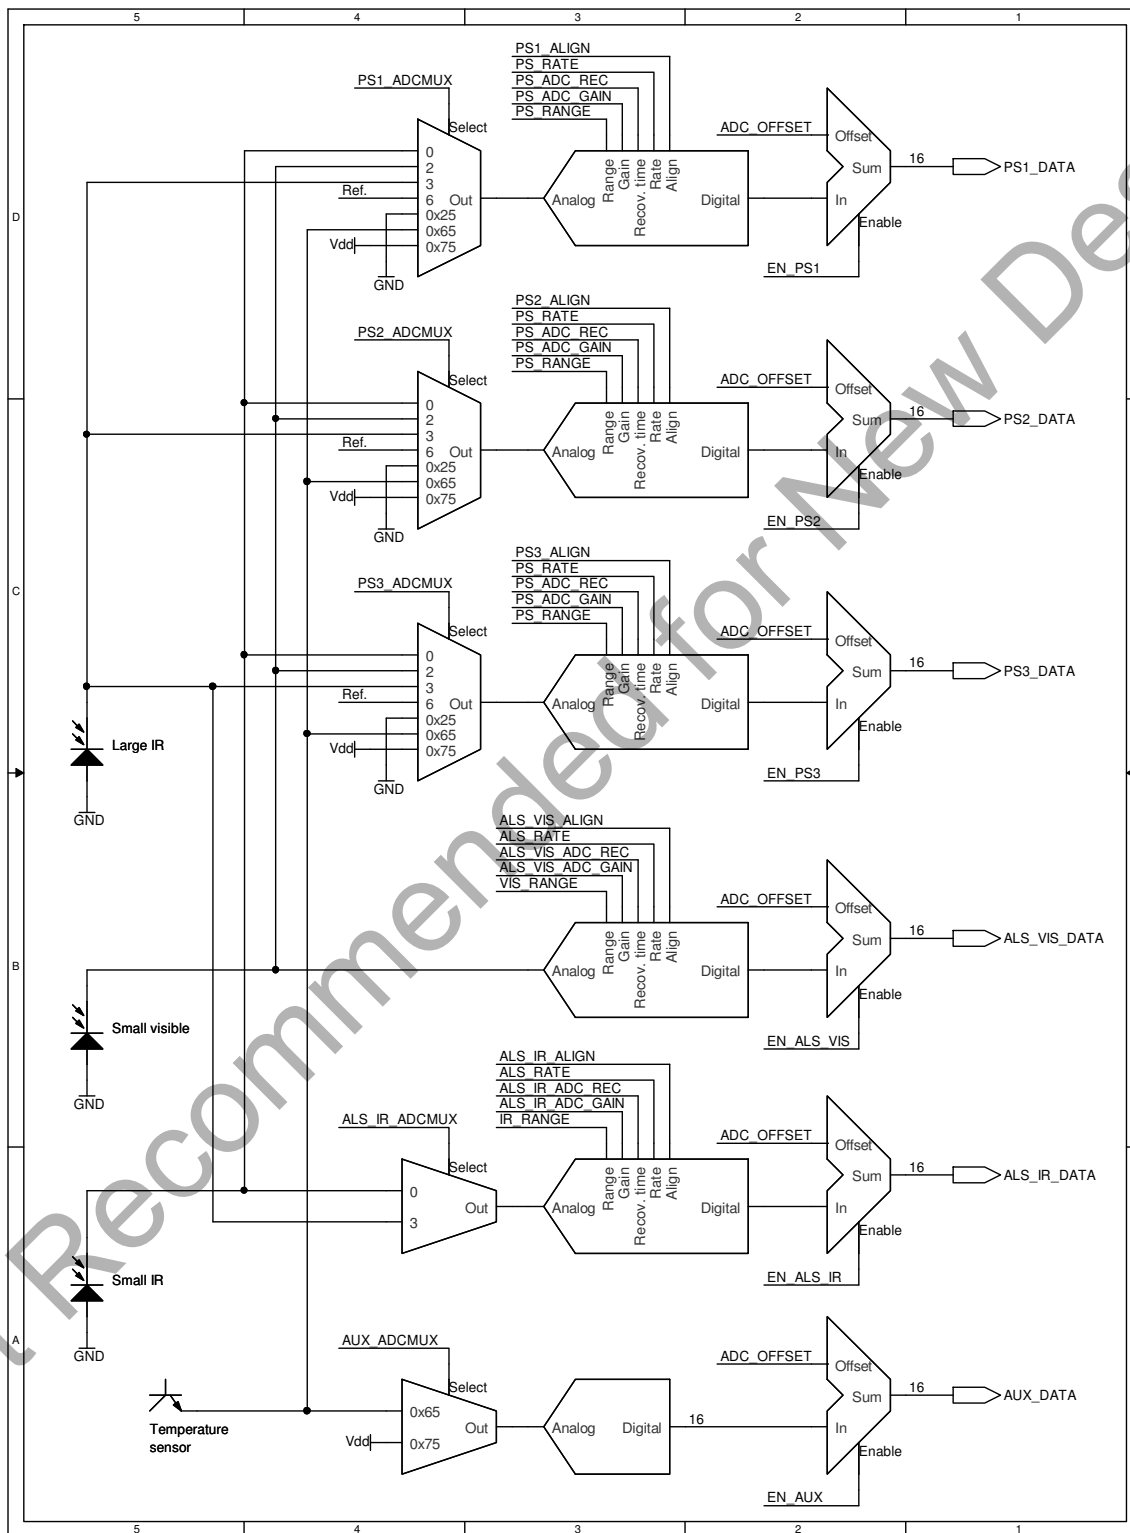 5 4 3 2 1
PS1_ALIGN
PS_RATE
PS_ADC_REC
PS_ADC_GAIN
PS_RANGE
PS1_ADCMUX
Select
0
2
3
6
0x25
0x65
0x75
Out
Ref.
Vdd
GND
Analog
Range
Gain
Recov. time
Rate
Align
Digital
ADC_OFFSET
Offset
Sum
In
Enable
EN_PS1
16
PS1_DATA
D
PS2_ALIGN
PS_RATE
PS_ADC_REC
PS_ADC_GAIN
PS_RANGE
PS2_ADCMUX
Select
0
2
3
6
0x25
0x65
0x75
Out
Ref.
Vdd
GND
Analog
Range
Gain
Recov. time
Rate
Align
Digital
ADC_OFFSET
Offset
Sum
In
Enable
EN_PS2
16
PS2_DATA
C
PS3_ALIGN
PS_RATE
PS_ADC_REC
PS_ADC_GAIN
PS_RANGE
PS3_ADCMUX
Select
0
2
3
6
0x25
0x65
0x75
Out
Ref.
Vdd
GND
Analog
Range
Gain
Recov. time
Rate
Align
Digital
ADC_OFFSET
Offset
Sum
In
Enable
EN_PS3
16
PS3_DATA
Large IR
GND
ALS_VIS_ALIGN
ALS_RATE
ALS_VIS_ADC_REC
ALS_VIS_ADC_GAIN
VIS_RANGE
Analog
Range
Gain
Recov. time
Rate
Align
Digital
ADC_OFFSET
Offset
Sum
In
Enable
EN_ALS_VIS
16
ALS_VIS_DATA
B
Small visible
GND
ALS_IR_ALIGN
ALS_RATE
ALS_IR_ADC_REC
ALS_IR_ADC_GAIN
IR_RANGE
ALS_IR_ADCMUX
Select
0
3
Out
Analog
Range
Gain
Recov. time
Rate
Align
Digital
ADC_OFFSET
Offset
Sum
In
Enable
EN_ALS_IR
16
ALS_IR_DATA
Small IR
GND
A
AUX_ADCMUX
Select
0x65
0x75
Out
Vdd
Temperature
sensor
Analog
Digital
16
ADC_OFFSET
Offset
Sum
In
Enable
EN_AUX
16
AUX_DATA
5 4 3 2 1
Recommended for New